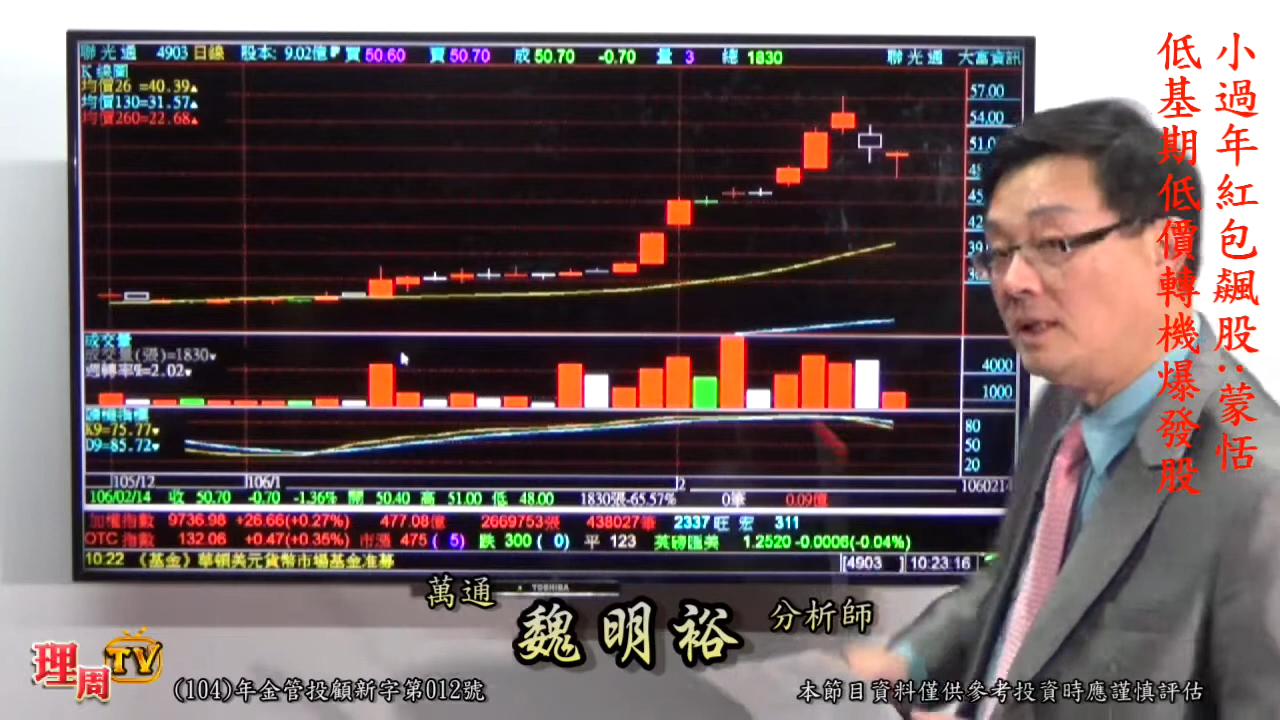 聯光通 4903 日線 股本: 9.02億 買 50.60 賣 50.70 成 50.70 -0.70 量 3 總 1830 聯光通 大富資訊
K線圖
均價26 =40.39▲
均價130=31.57▲
均價260=22.68▲
57.00
54.00
51.0
45
42
39.
成交量
成交量(張)=1830▼
週轉率%=2.02▼
4000
1000
K9=75.77▼
D9=85.72▼
80
50
20
105/12 106/1 2 1060214
106/02/14 收 50.70 -0.70 -1.36% 開 50.40 高 51.00 低 48.00 1830張-65.57% 0筆 0.09億
加權指數 9736.98 +26.66(+0.27%) 477.08億 2669753張 438027筆 2337 旺宏 311
OTC 指數 132.06 +0.47(+0.35%) 市漲 475 ( 5) 跌 300 ( 0) 平 123 英磅匯美 1.2520 -0.0006(-0.04%)
10:22 《基金》華頓美元貨幣市場基金准募 [4903 ] 10:23:16
TOSHIBA
小過年紅包飆股:蒙恬
低基期低價轉機爆發股
萬通 魏明裕 分析師
理周TV
(104)年金管投顧新字第012號
本節目資料僅供參考投資時應謹慎評估